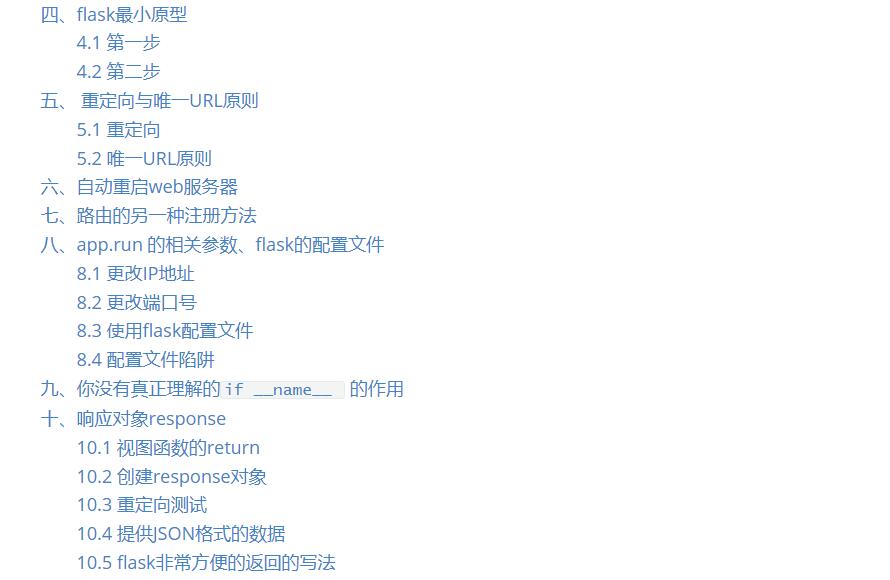 四、flask最小原型
4.1 第一步
4.2 第二步
五、 重定向与唯一URL原则
5.1 重定向
5.2 唯一URL原则
六、自动重启web服务器
七、路由的另一种注册方法
八、app.run 的相关参数、flask的配置文件
8.1 更改IP地址
8.2 更改端口号
8.3 使用flask配置文件
8.4 配置文件陷阱
九、你没有真正理解的 if __name__ 的作用
十、响应对象response
10.1 视图函数的return
10.2 创建response对象
10.3 重定向测试
10.4 提供JSON格式的数据
10.5 flask非常方便的返回的写法